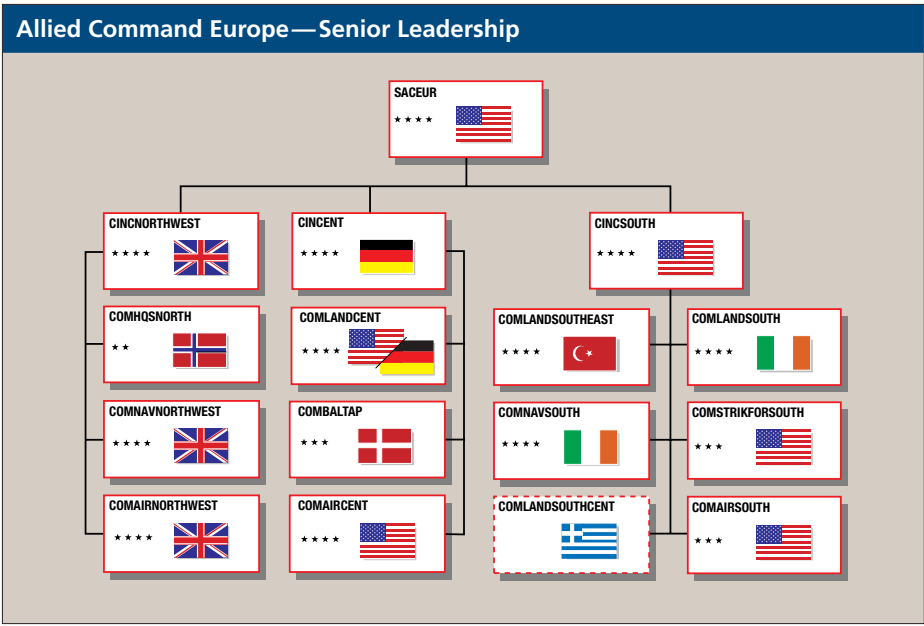 Allied Command Europe—Senior Leadership
SACEUR
★ ★ ★ ★
CINCNORTHWEST
★ ★ ★ ★
CINCENT
★ ★ ★ ★
CINCSOUTH
★ ★ ★ ★
COMHQSNORTH
★ ★
COMLANDCENT
★ ★ ★ ★
COMLANDSOUTHEAST
★ ★ ★ ★
COMLANDSOUTH
★ ★ ★ ★
COMNAVNORTHWEST
★ ★ ★ ★
COMBALTAP
★ ★ ★
COMNAVSOUTH
★ ★ ★ ★
COMSTRIKFORSOUTH
★ ★ ★
COMAIRNORTHWEST
★ ★ ★ ★
COMAIRCENT
★ ★ ★ ★
COMLANDSOUTHCENT
COMAIRSOUTH
★ ★ ★